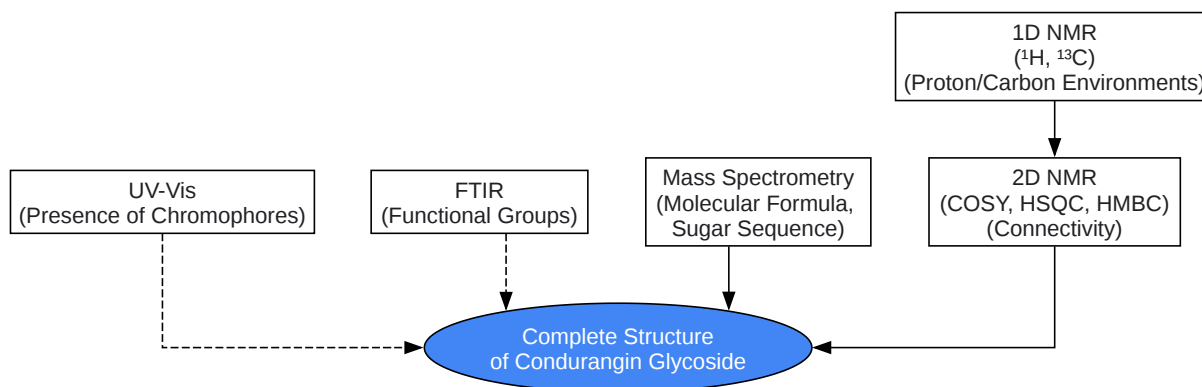 1D NMR
(¹H, ¹³C)
(Proton/Carbon Environments)
UV-Vis
(Presence of Chromophores)
FTIR
(Functional Groups)
Mass Spectrometry
(Molecular Formula,
Sugar Sequence)
2D NMR
(COSY, HSQC, HMBC)
(Connectivity)
Complete Structure
of Condurangin Glycoside